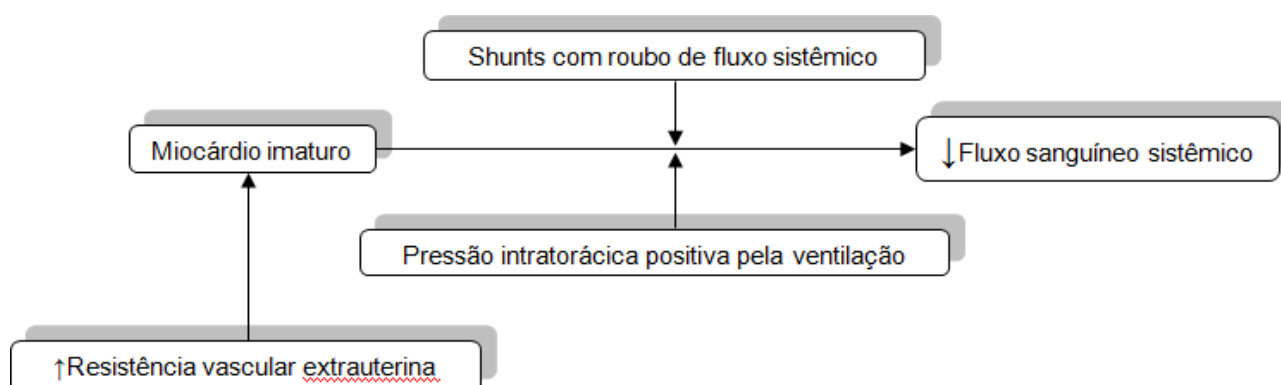 Shunts com roubo de fluxo sistêmico
Miocárdio imaturo
↓Fluxo sanguíneo sistêmico
Pressão intratorácica positiva pela ventilação
↑Resistência vascular extrauterina